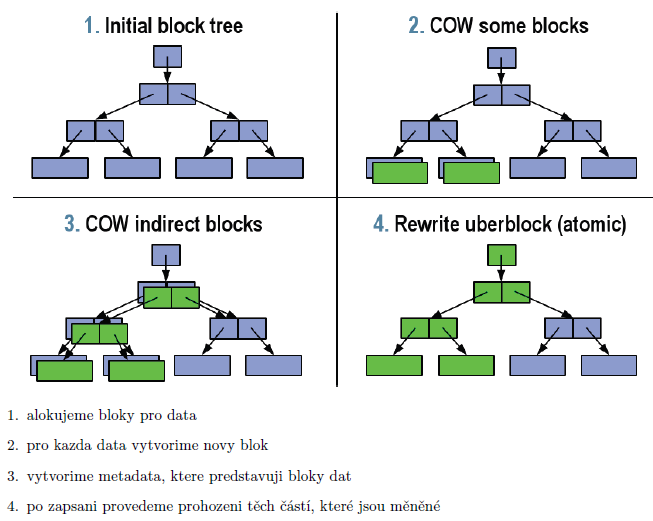 1. Initial block tree
2. COW some blocks
3. COW indirect blocks
4. Rewrite uberblock (atomic)
1. alokujeme bloky pro data
2. pro kazda data vytvorime novy blok
3. vytvorime metadata, ktere predstavuji bloky dat
4. po zapsani provedeme prohozeni těch částí, které jsou měněné